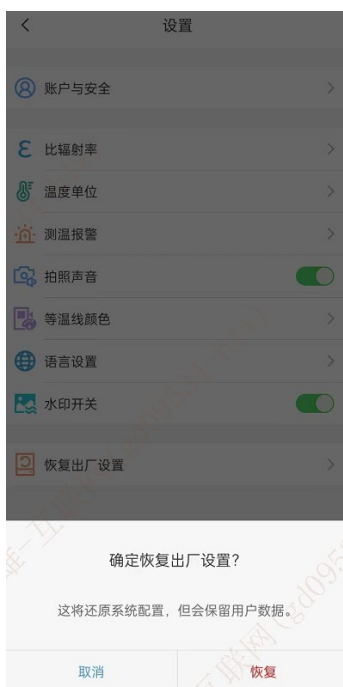 设置
账户与安全
比辐射率
温度单位
测温报警
拍照声音
等温线颜色
语言设置
水印开关
恢复出厂设置
确定恢复出厂设置？
这将还原系统配置，但会保留用户数据。
取消
恢复